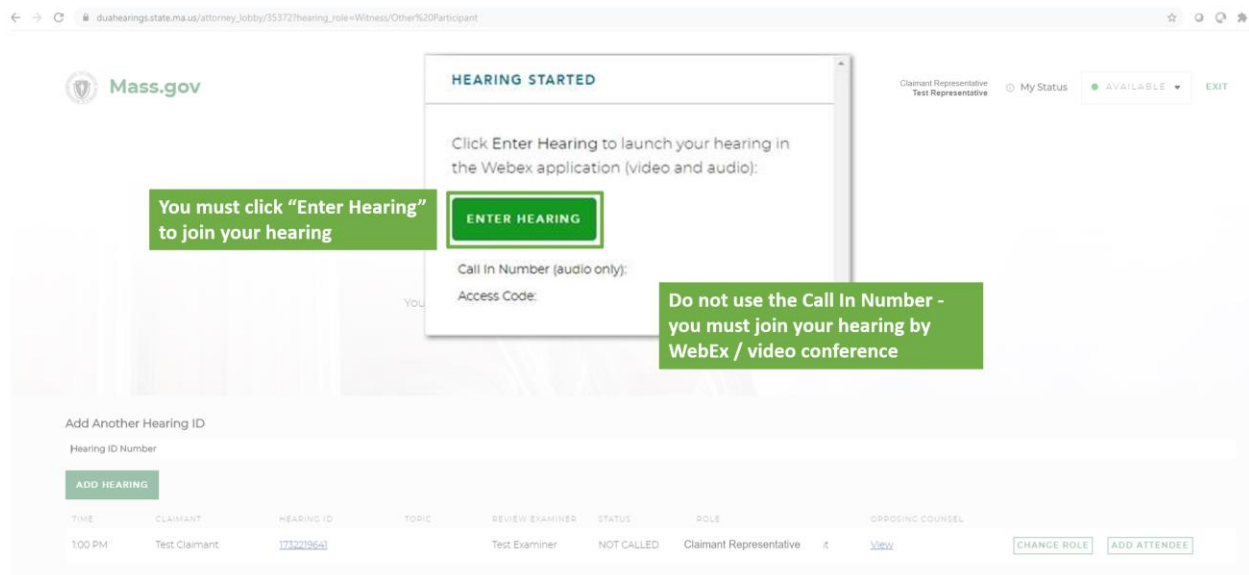 duahearings.state.ma.us/attorney_lobby/35372?hearing_role=Witness/Other%20Participant
Mass.gov
Claimant Representative
Test Representative
My Status
AVAILABLE
EXIT
HEARING STARTED
Click Enter Hearing to launch your hearing in
the Webex application (video and audio):
You must click “Enter Hearing”
to join your hearing
ENTER HEARING
Call In Number (audio only):
Access Code:
You
Do not use the Call In Number -
you must join your hearing by
WebEx / video conference
Add Another Hearing ID
Hearing ID Number
ADD HEARING
TIME CLAIMANT HEARING ID TOPIC REVIEW EXAMINER STATUS ROLE OPPOSING COUNSEL
1:00 PM Test Claimant 1732219641 Test Examiner NOT CALLED Claimant Representative View CHANGE ROLE ADD ATTENDEE